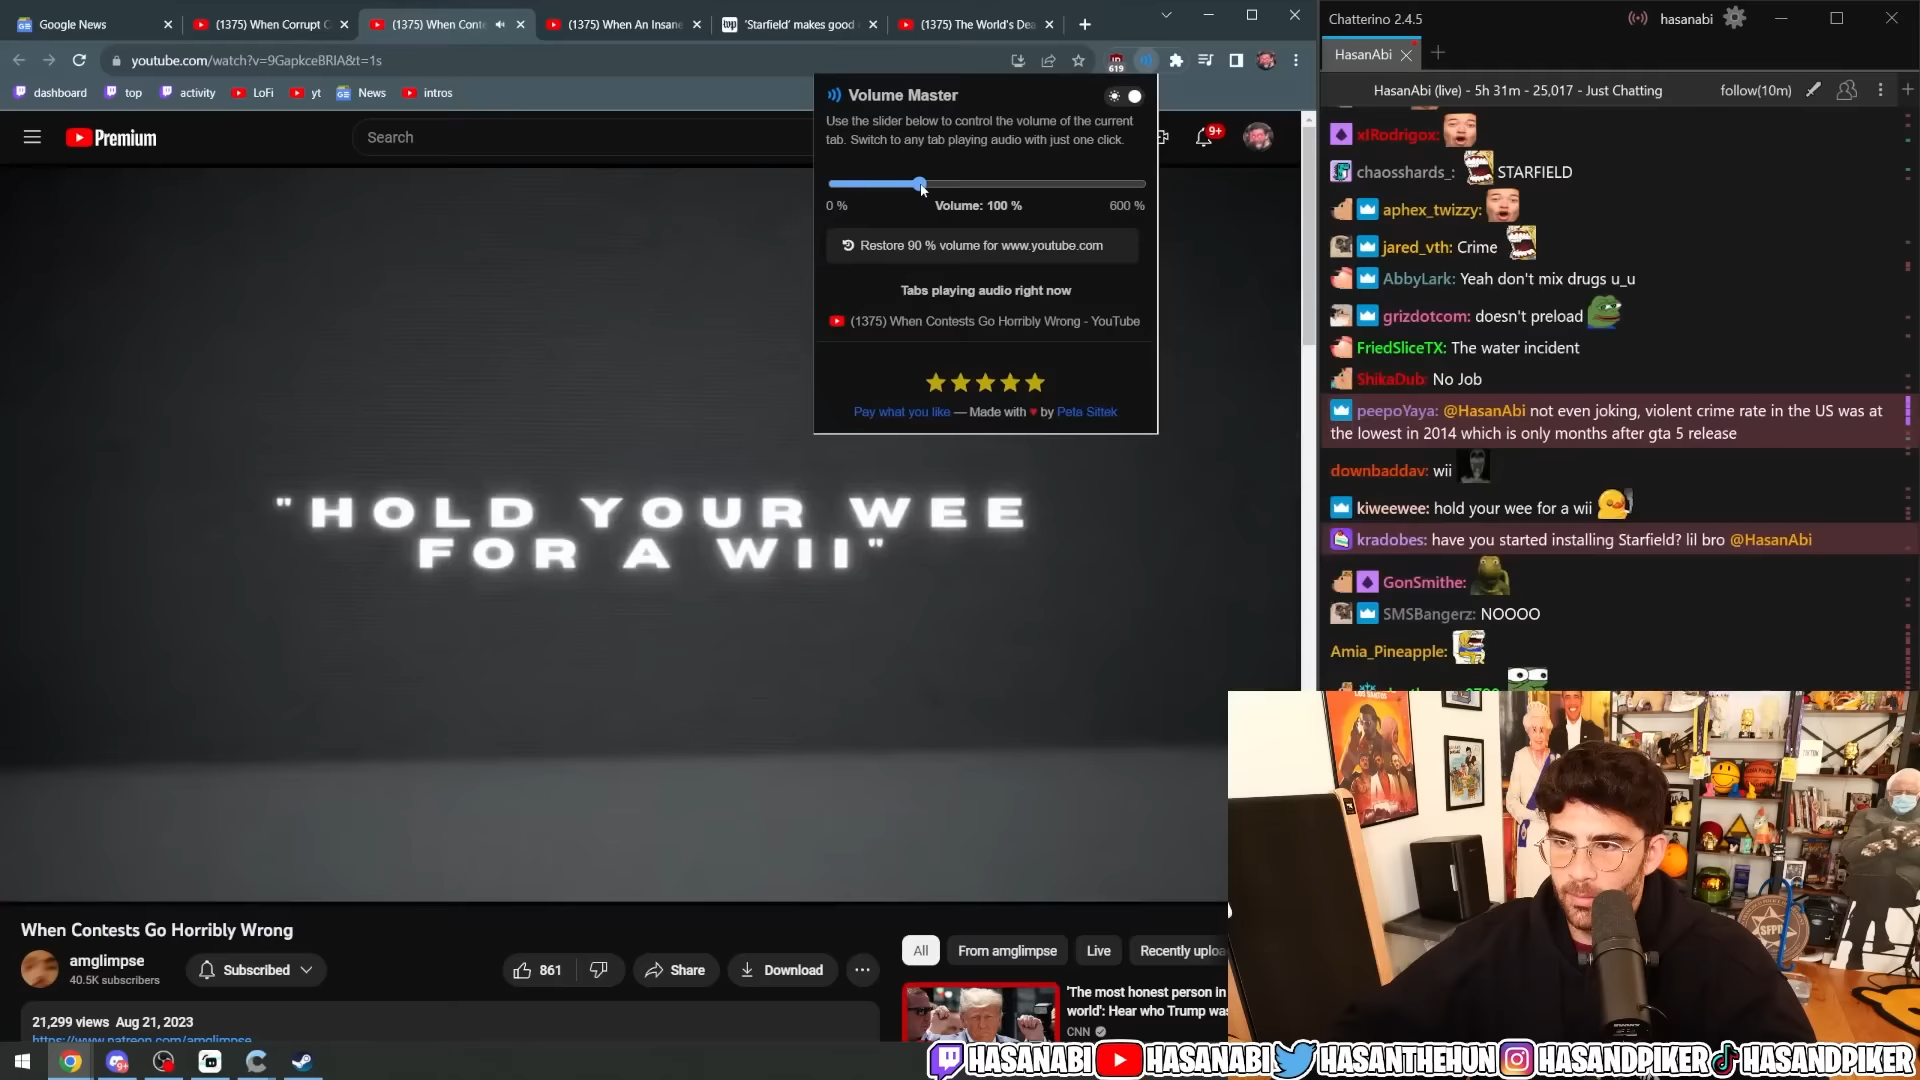 Google News
(1375) When Corrupt C
(1375) When Conte
(1375) When An Insane
'Starfield' makes good
(1375) The World's Dea
youtube.com/watch?v=9GapkceBRIA&t=1s
619
dashboard
top
activity
LoFi
yt
News
intros
Premium
Search
9+
Volume Master
Use the slider below to control the volume of the current
tab. Switch to any tab playing audio with just one click.
0 %
Volume: 100 %
600 %
Restore 90 % volume for www.youtube.com
Tabs playing audio right now
(1375) When Contests Go Horribly Wrong - YouTube
Pay what you like — Made with ♥ by Peta Sittek
"HOLD YOUR WEE
FOR A WII"
When Contests Go Horribly Wrong
amglimpse
40.5K subscribers
Subscribed
861
Share
Download
21,299 views Aug 21, 2023
https://www.patreon.com/amglimpse
All
From amglimpse
Live
Recently uploa
'The most honest person in
world': Hear who Trump was
CNN
Chatterino 2.4.5
hasanabi
HasanAbi
HasanAbi (live) - 5h 31m - 25,017 - Just Chatting
follow(10m)
xlRodrigox:
chaosshards_: STARFIELD
aphex_twizzy:
jared_vth: Crime
AbbyLark: Yeah don't mix drugs u_u
grizdotcom: doesn't preload
FriedSliceTX: The water incident
ShikaDub: No Job
peepoYaya: @HasanAbi not even joking, violent crime rate in the US was at
the lowest in 2014 which is only months after gta 5 release
downbaddav: wii
kiweewee: hold your wee for a wii
kradobes: have you started installing Starfield? lil bro @HasanAbi
GonSmithe:
SMSBangerz: NOOOO
Amia_Pineapple:
SFPD
HASANABI
HASANABI
HASANTHEHUN
HASANDPIKER
HASANDPIKER